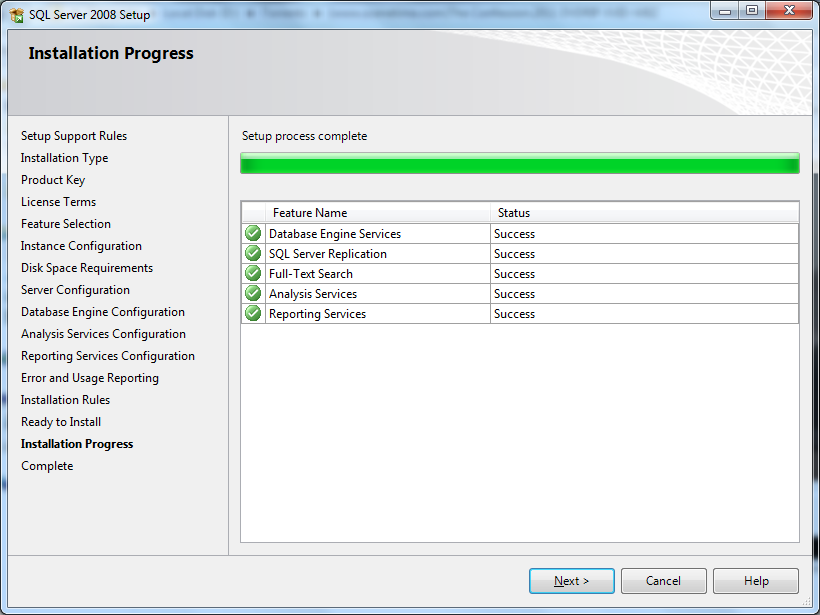 SQL Server 2008 Setup
Installation Progress
Setup Support Rules
Installation Type
Product Key
License Terms
Feature Selection
Instance Configuration
Disk Space Requirements
Server Configuration
Database Engine Configuration
Analysis Services Configuration
Reporting Services Configuration
Error and Usage Reporting
Installation Rules
Ready to Install
Installation Progress
Complete
Setup process complete
Feature Name Status
Database Engine Services Success
SQL Server Replication Success
Full-Text Search Success
Analysis Services Success
Reporting Services Success
Next > Cancel Help